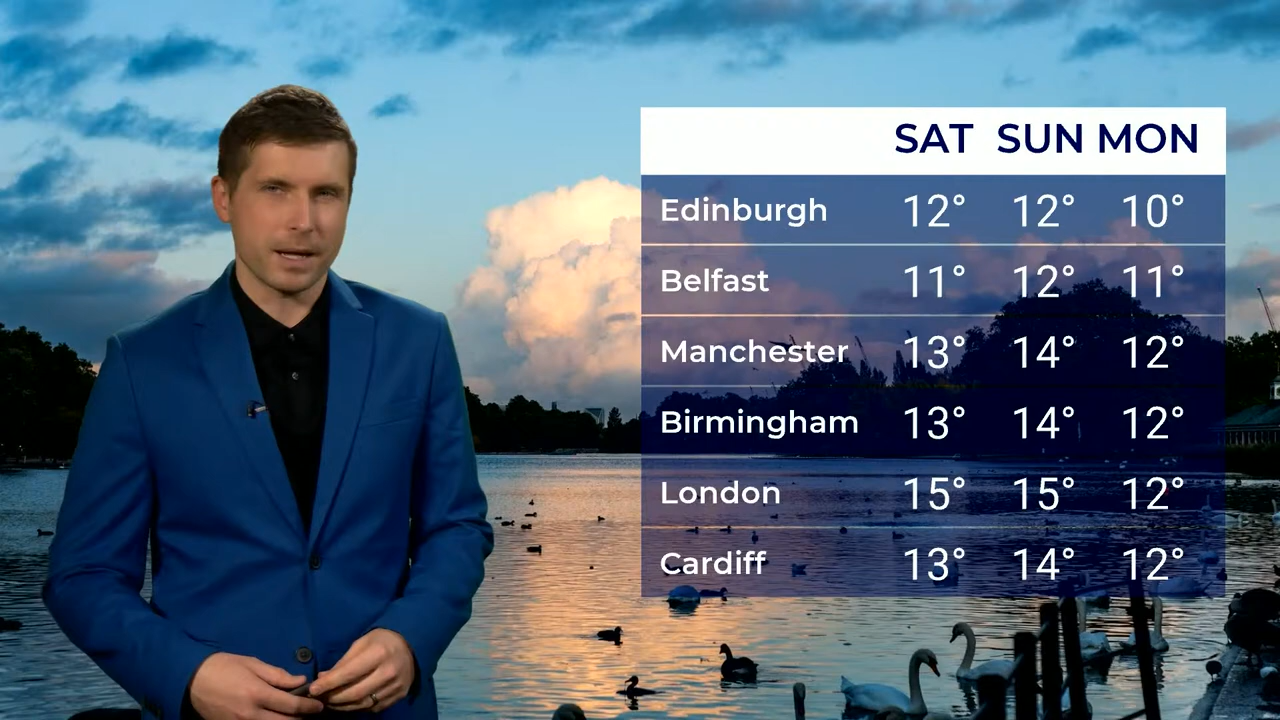 SAT SUN MON
Edinburgh 12° 12° 10°
Belfast 11° 12° 11°
Manchester 13° 14° 12°
Birmingham 13° 14° 12°
London 15° 15° 12°
Cardiff 13° 14° 12°